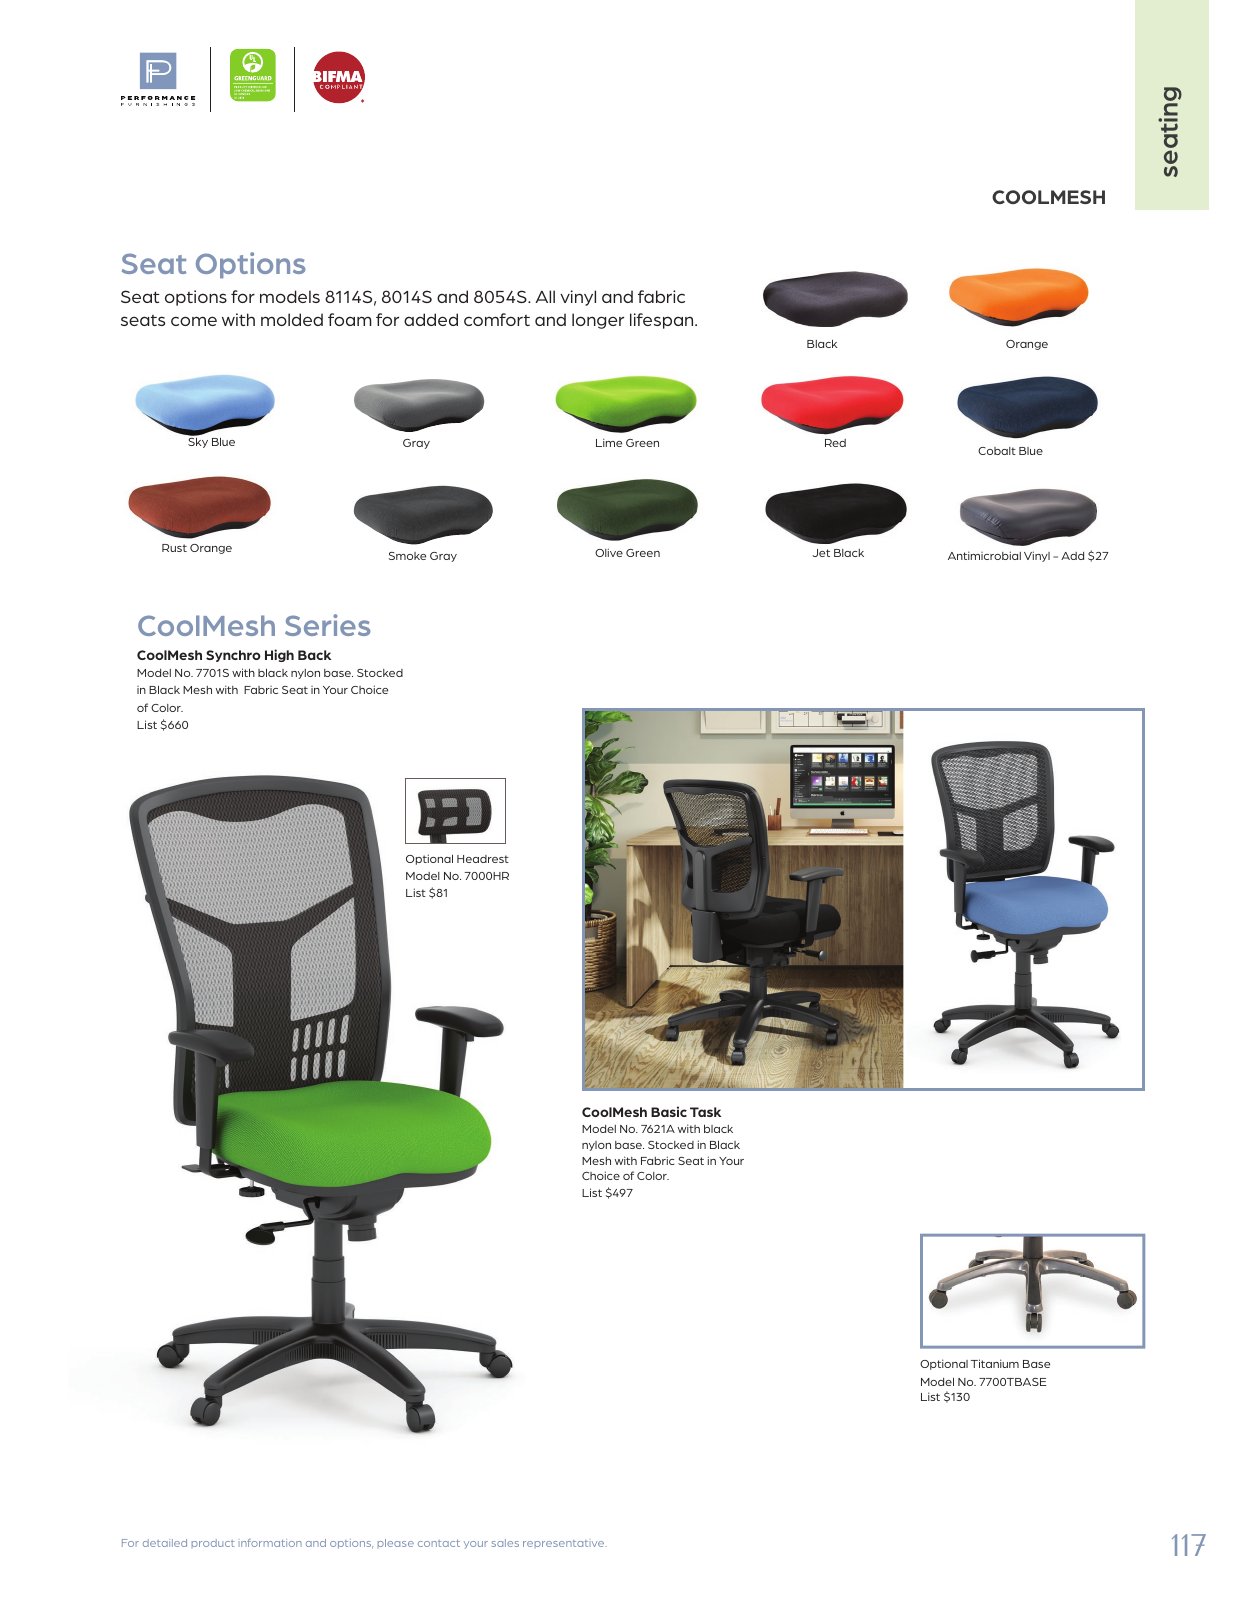 PERFORMANCE
FURNISHINGS
GREENGUARD
BIFMA
COMPLIANT
seating
COOLMESH
Seat Options
Seat options for models 8114S, 8014S and 8054S. All vinyl and fabric
seats come with molded foam for added comfort and longer lifespan.
Black
Orange
Sky Blue
Gray
Lime Green
Red
Cobalt Blue
Rust Orange
Smoke Gray
Olive Green
Jet Black
Antimicrobial Vinyl - Add $27
CoolMesh Series
CoolMesh Synchro High Back
Model No. 7701S with black nylon base. Stocked
in Black Mesh with  Fabric Seat in Your Choice
of Color.
List $660
Optional Headrest
Model No. 7000HR
List $81
CoolMesh Basic Task
Model No. 7621A with black
nylon base. Stocked in Black
Mesh with Fabric Seat in Your
Choice of Color.
List $497
Optional Titanium Base
Model No. 7700TBASE
List $130
For detailed product information and options, please contact your sales representative.
117